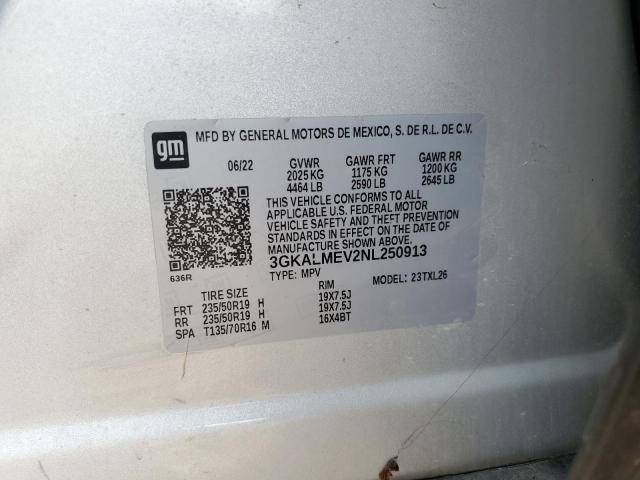 gm
MFD BY GENERAL MOTORS DE MEXICO, S. DE R.L. DE C.V.
06/22 GVWR GAWR FRT GAWR RR
2025 KG 1175 KG 1200 KG
4464 LB 2590 LB 2645 LB
THIS VEHICLE CONFORMS TO ALL
APPLICABLE U.S. FEDERAL MOTOR
VEHICLE SAFETY AND THEFT PREVENTION
STANDARDS IN EFFECT ON THE DATE OF
MANUFACTURE SHOWN ABOVE.
3GKALMEV2NL250913
636R
TYPE: MPV MODEL: 23TXL26
TIRE SIZE RIM
FRT 235/50R19 H 19X7.5J
RR 235/50R19 H 19X7.5J
SPA T135/70R16 M 16X4BT